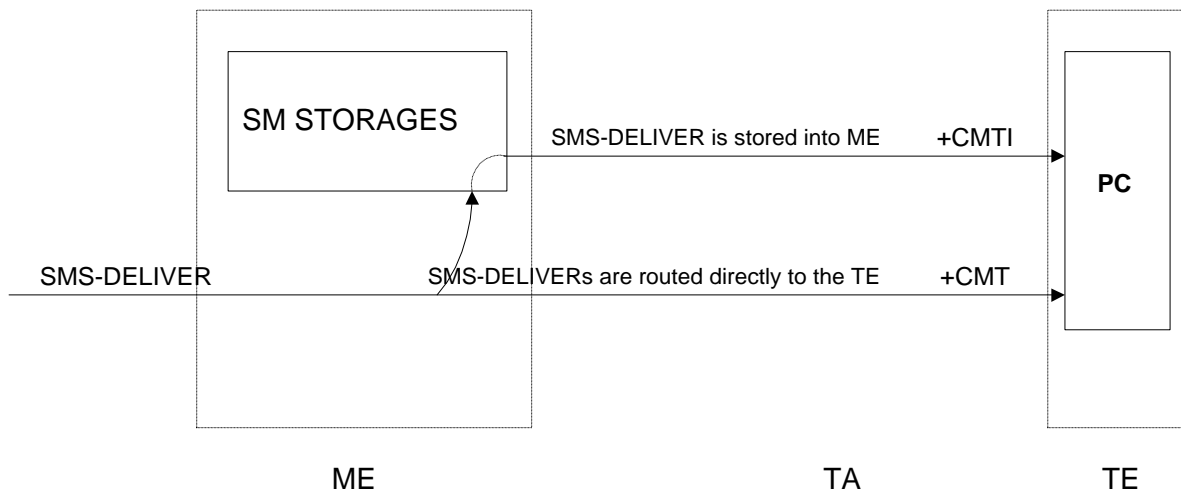 SM STORAGES
SMS-DELIVER is stored into ME
+CMTI
PC
SMS-DELIVER
SMS-DELIVERs are routed directly to the TE
+CMT
ME
TA
TE